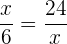 x/6 = 24/x